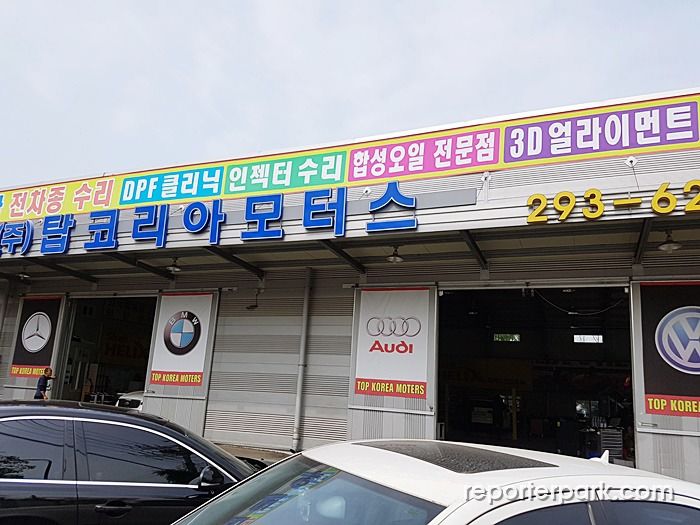 전차종 수리 DPF클리닉 인젝터수리 합성오일 전문점 3D얼라이먼트
(주)탑코리아모터스 293-62
BMW
Audi
TOP KOREA MOTERS
TOP KOREA MOTERS
TOP KOREA MOTERS
HELIX
reporterpark.com